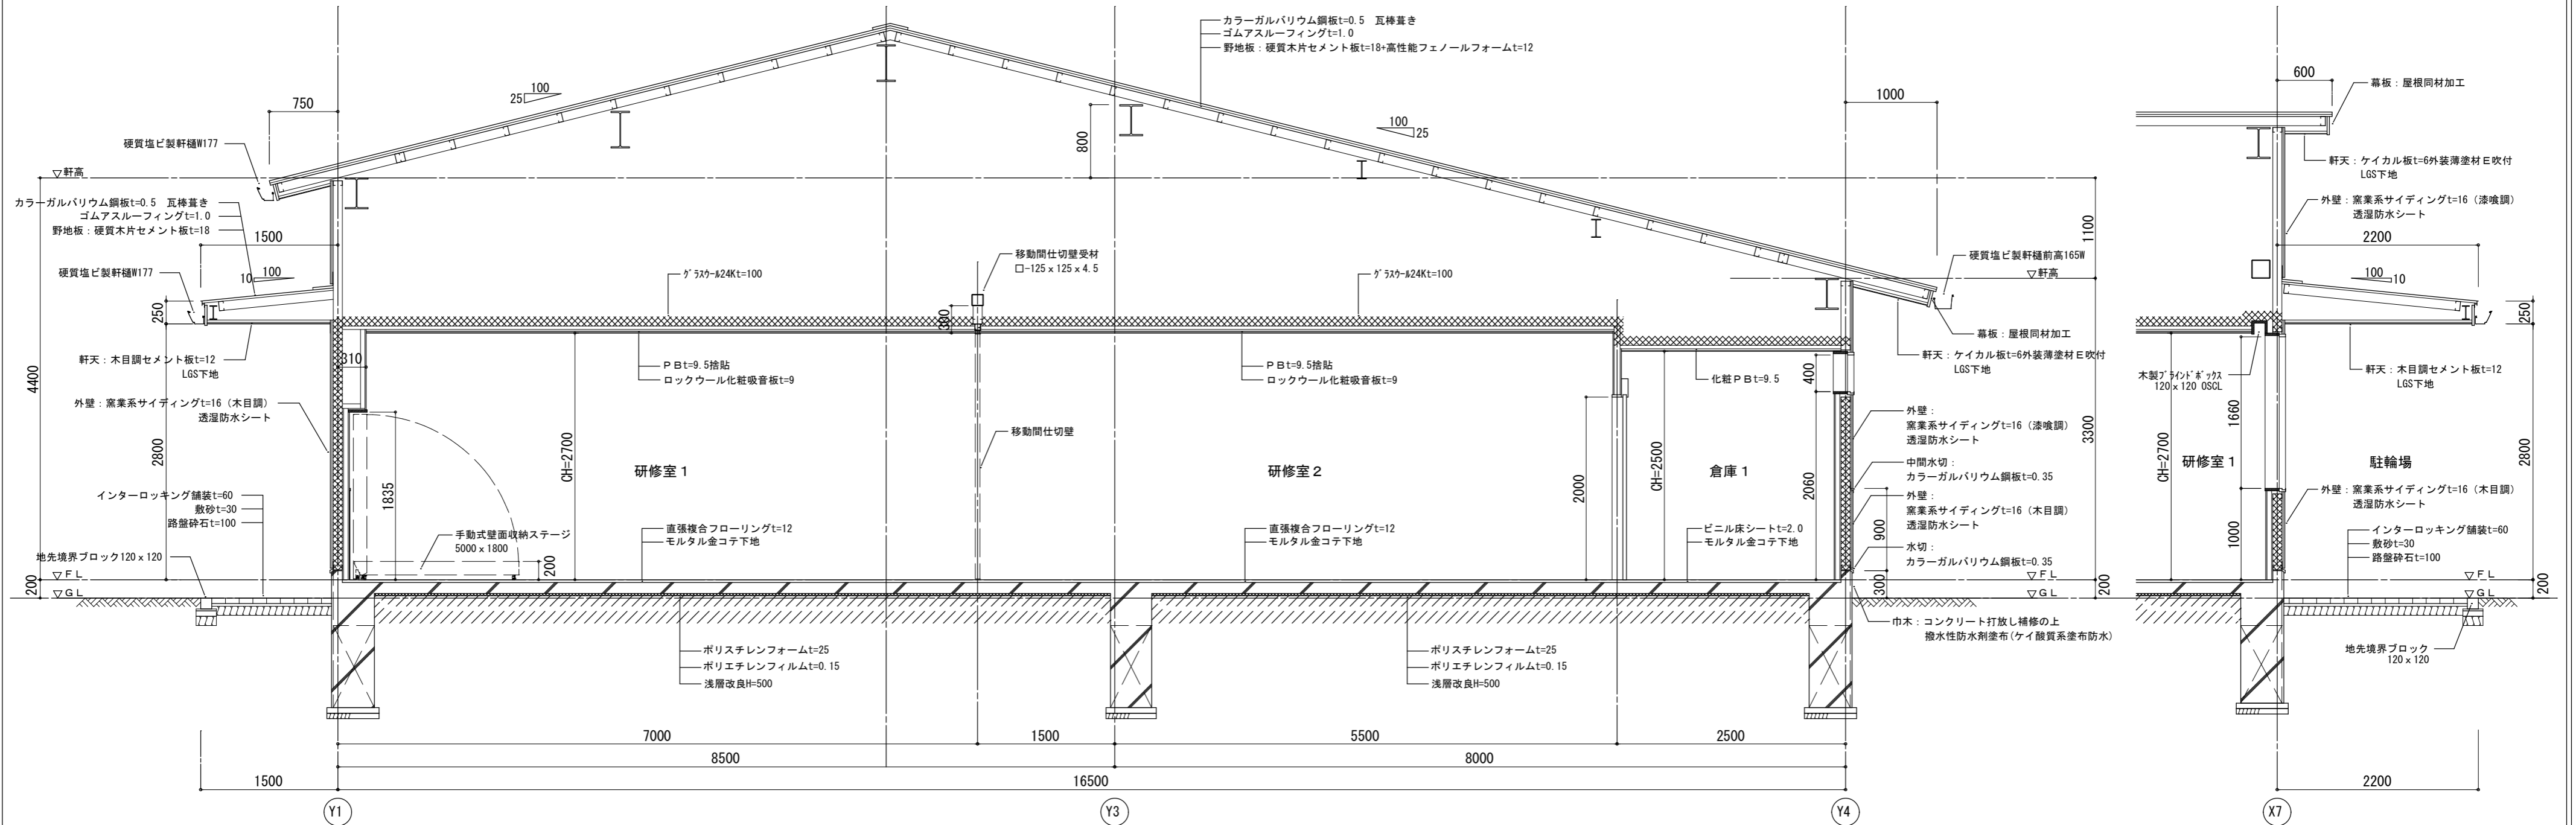 カラーガルバリウム鋼板t=0.5 瓦棒葺き
ゴムアスルーフィングt=1.0
野地板：硬質木片セメント板t=18+高性能フェノールフォームt=12
100
25
750
硬質塩ビ製軒樋W177
▽軒高
カラーガルバリウム鋼板t=0.5 瓦棒葺き
ゴムアスルーフィングt=1.0
野地板：硬質木片セメント板t=18
1500
100
10
硬質塩ビ製軒樋W177
250
軒天：木目調セメント板t=12
LGS下地
4400
外壁：窯業系サイディングt=16（木目調）
透湿防水シート
2800
インターロッキング舗装t=60
敷砂t=30
路盤砕石t=100
地先境界ブロック120x120
▽FL
200
▽GL
310
1835
手動式壁面収納ステージ
5000x1800
200
グラスウール24Kt=100
PBt=9.5捨貼
ロックウール化粧吸音板t=9
CH=2700
研修室1
直張複合フローリングt=12
モルタル金コテ下地
ポリスチレンフォームt=25
ポリエチレンフィルムt=0.15
浅層改良H=500
移動間仕切壁受材
□-125x125x4.5
300
移動間仕切壁
800
100
25
グラスウール24Kt=100
PBt=9.5捨貼
ロックウール化粧吸音板t=9
研修室2
直張複合フローリングt=12
モルタル金コテ下地
ポリスチレンフォームt=25
ポリエチレンフィルムt=0.15
浅層改良H=500
2000
化粧PBt=9.5
CH=2500
倉庫1
ビニル床シートt=2.0
モルタル金コテ下地
400
2060
1000
1100
硬質塩ビ製軒樋前高165W
▽軒高
幕板：屋根同材加工
軒天：ケイカル板t=6外装薄塗材E吹付
LGS下地
3300
外壁：
窯業系サイディングt=16（漆喰調）
透湿防水シート
中間水切：
カラーガルバリウム鋼板t=0.35
外壁：
窯業系サイディングt=16（木目調）
透湿防水シート
水切：
カラーガルバリウム鋼板t=0.35
900
300
▽FL
▽GL
200
巾木：コンクリート打放し補修の上
撥水性防水剤塗布(ケイ酸質系塗布防水)
7000
1500
5500
2500
8500
8000
1500
16500
Y1
Y3
Y4
600
幕板：屋根同材加工
軒天：ケイカル板t=6外装薄塗材E吹付
LGS下地
外壁：窯業系サイディングt=16（漆喰調）
透湿防水シート
2200
100
10
250
木製ブラインドボックス
120x120 OSCL
軒天：木目調セメント板t=12
LGS下地
1660
CH=2700
研修室1
駐輪場
2800
1000
外壁：窯業系サイディングt=16（木目調）
透湿防水シート
インターロッキング舗装t=60
敷砂t=30
路盤砕石t=100
▽FL
▽GL
200
地先境界ブロック
120x120
2200
X7